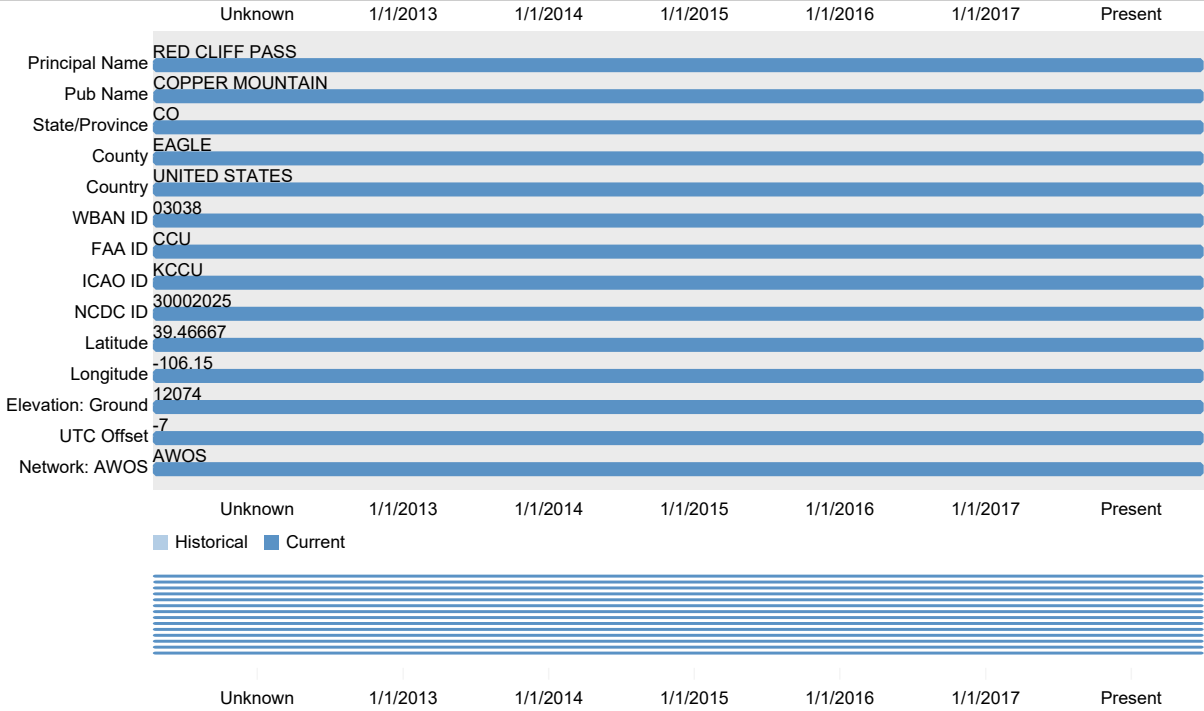 Unknown 1/1/2013 1/1/2014 1/1/2015 1/1/2016 1/1/2017 Present
RED CLIFF PASS
Principal Name
COPPER MOUNTAIN
Pub Name
CO
State/Province
EAGLE
County
UNITED STATES
Country
03038
WBAN ID
CCU
FAA ID
KCCU
ICAO ID
30002025
NCDC ID
39.46667
Latitude
-106.15
Longitude
12074
Elevation: Ground
-7
UTC Offset
AWOS
Network: AWOS
Unknown 1/1/2013 1/1/2014 1/1/2015 1/1/2016 1/1/2017 Present
Historical Current
Unknown 1/1/2013 1/1/2014 1/1/2015 1/1/2016 1/1/2017 Present